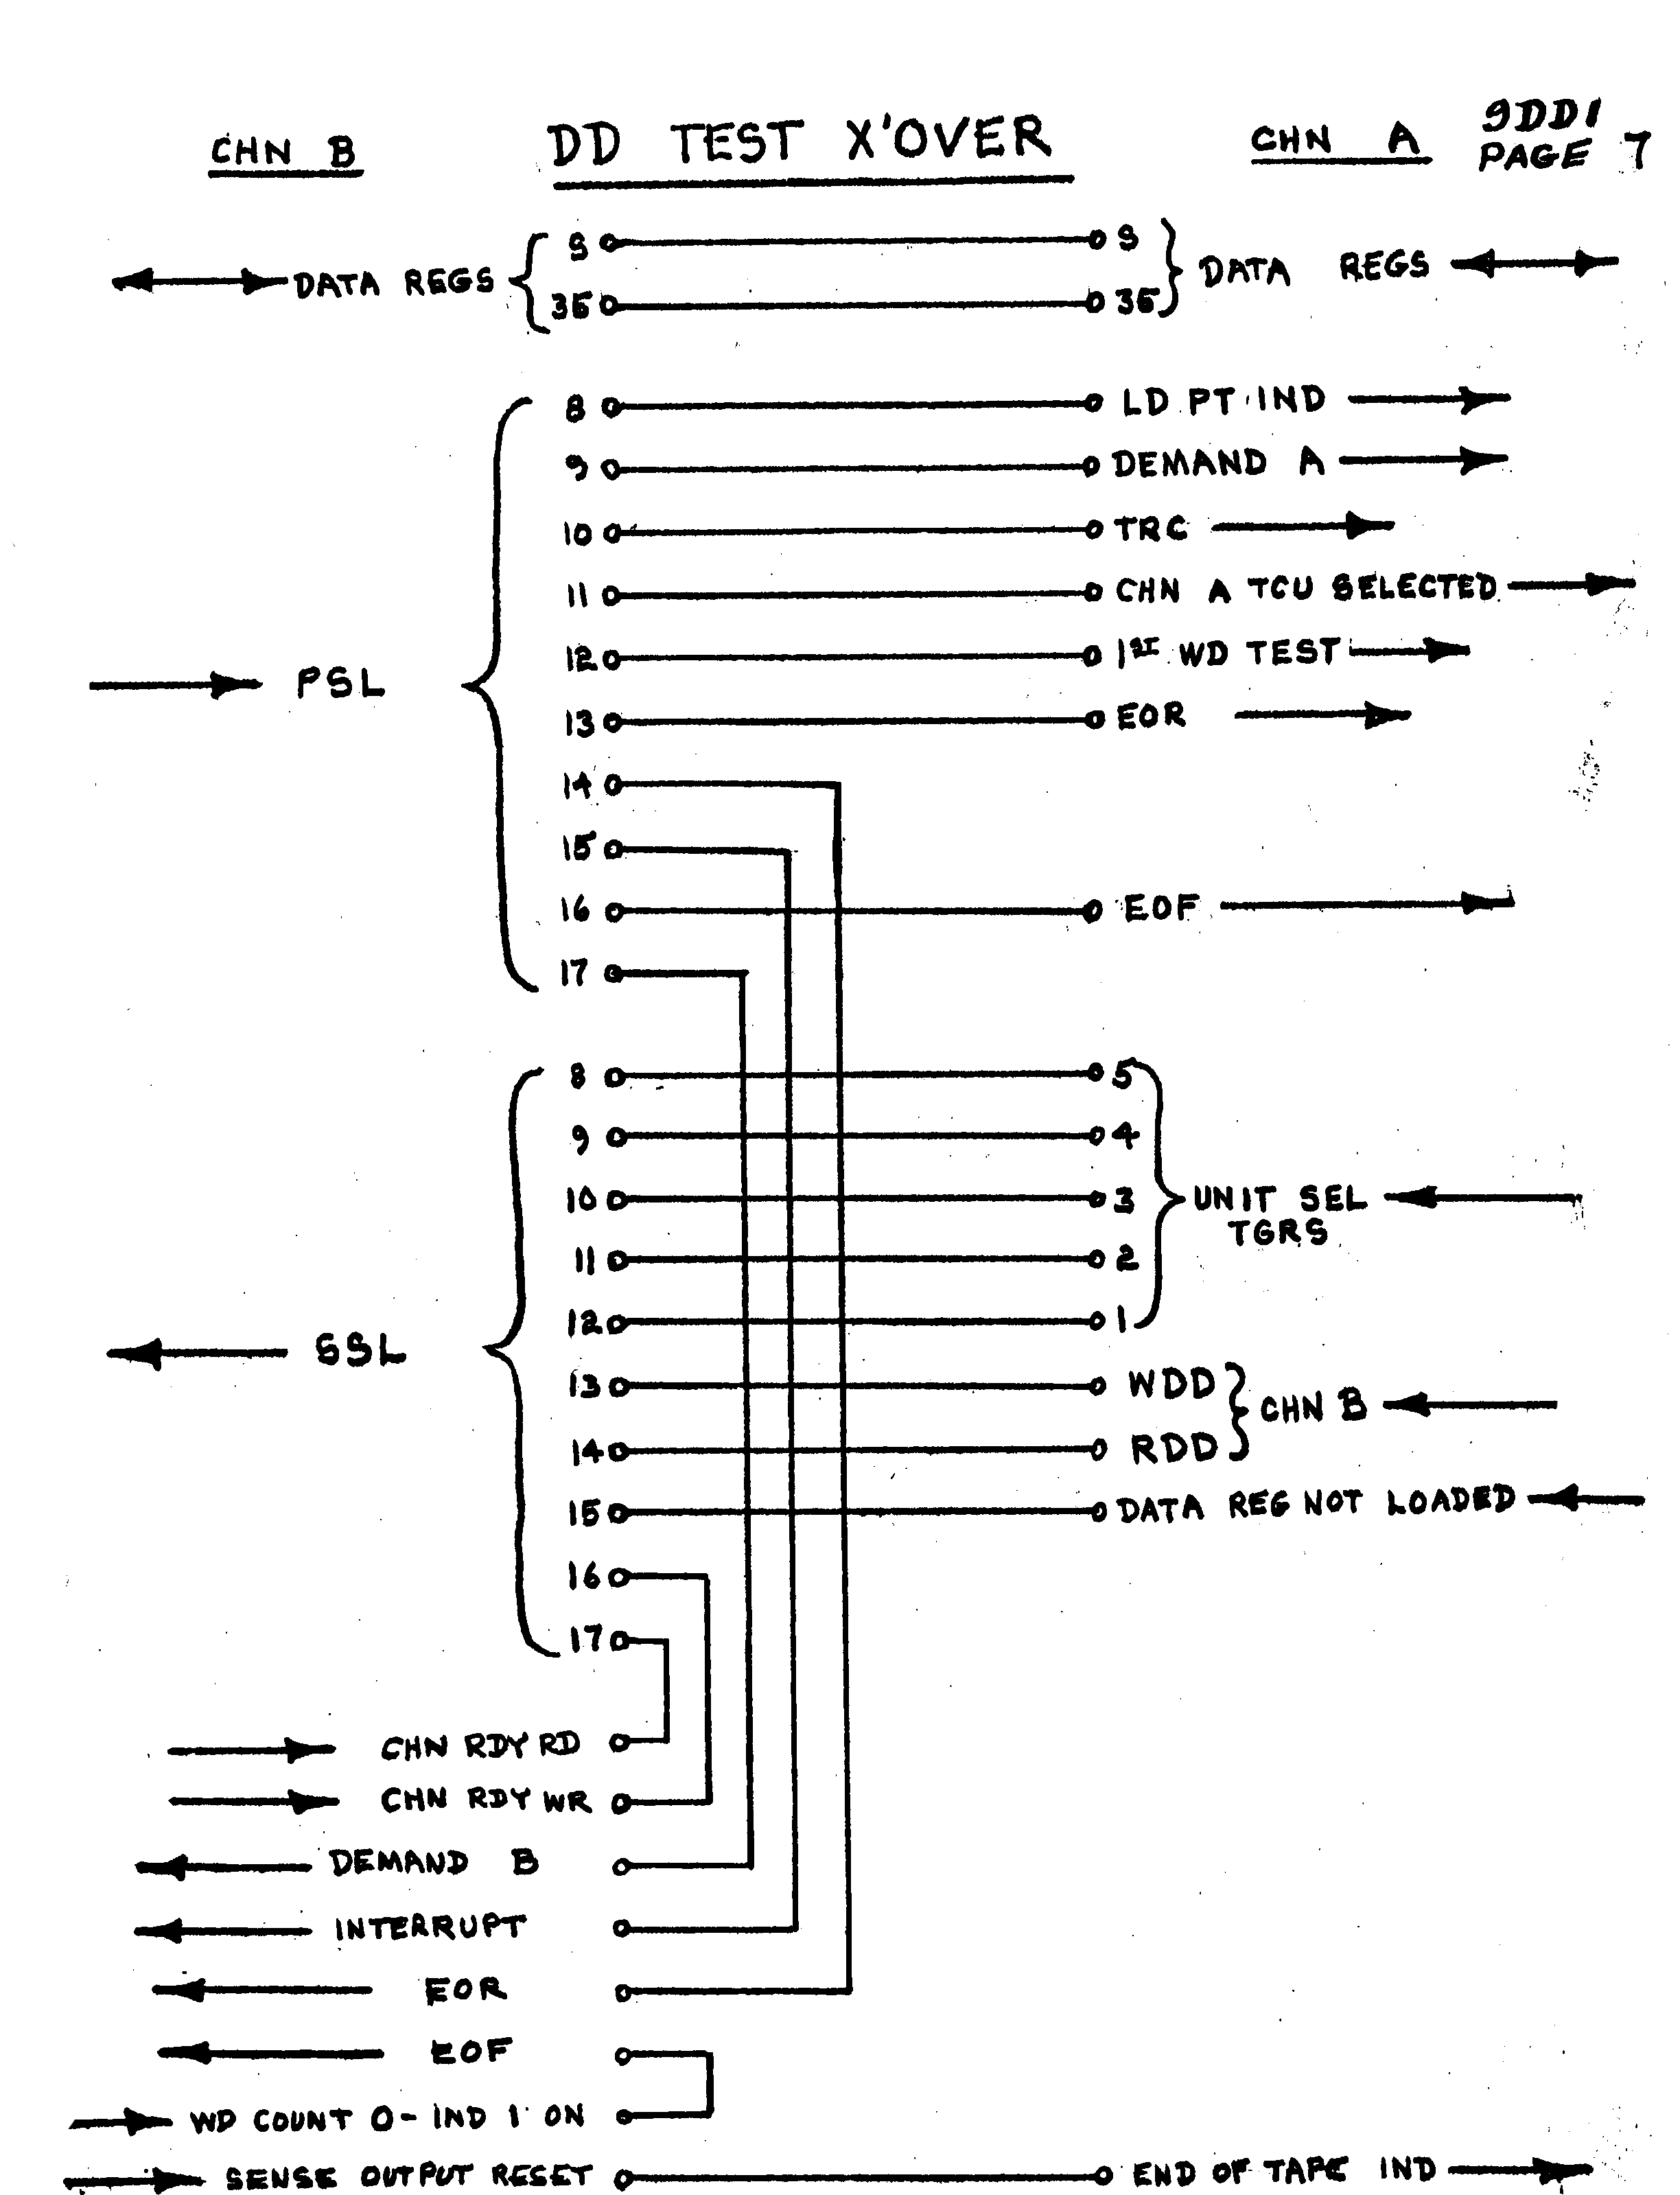 CHN B DD TEST X'OVER CHN A 9DD1
PAGE 7
DATA REGS S S DATA REGS
35 35
8 LD PT IND
9 DEMAND A
10 TRC
11 CHN A TCU SELECTED
PSL 12 1ST WD TEST
13 EOR
14
15
16 EOF
17
8 5
9 4
10 3 UNIT SEL
TGRS
11 2
SSL 12 1
13 WDD CHN B
14 RDD
15 DATA REG NOT LOADED
16
17
CHN RDY RD
CHN RDY WR
DEMAND B
INTERRUPT
EOR
EOF
WD COUNT 0 - IND 1 ON
SENSE OUTPUT RESET END OF TAPE IND